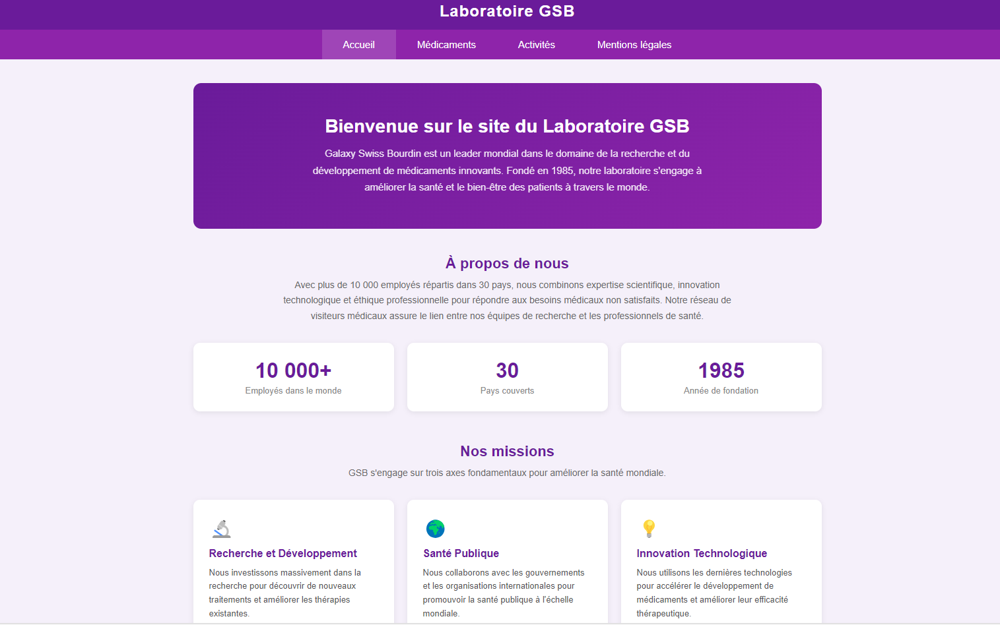 Laboratoire GSB
Accueil
Médicaments
Activités
Mentions légales
Bienvenue sur le site du Laboratoire GSB
Galaxy Swiss Bourdin est un leader mondial dans le domaine de la recherche et du
développement de médicaments innovants. Fondé en 1985, notre laboratoire s'engage à
améliorer la santé et le bien-être des patients à travers le monde.
À propos de nous
Avec plus de 10 000 employés répartis dans 30 pays, nous combinons expertise scientifique, innovation
technologique et éthique professionnelle pour répondre aux besoins médicaux non satisfaits. Notre réseau de
visiteurs médicaux assure le lien entre nos équipes de recherche et les professionnels de santé.
10 000+
Employés dans le monde
30
Pays couverts
1985
Année de fondation
Nos missions
GSB s'engage sur trois axes fondamentaux pour améliorer la santé mondiale.
Recherche et Développement
Nous investissons massivement dans la
recherche pour découvrir de nouveaux
traitements et améliorer les thérapies
existantes.
Santé Publique
Nous collaborons avec les gouvernements
et les organisations internationales pour
promouvoir la santé publique à l'échelle
mondiale.
Innovation Technologique
Nous utilisons les dernières technologies
pour accélérer le développement de
médicaments et améliorer leur efficacité
thérapeutique.